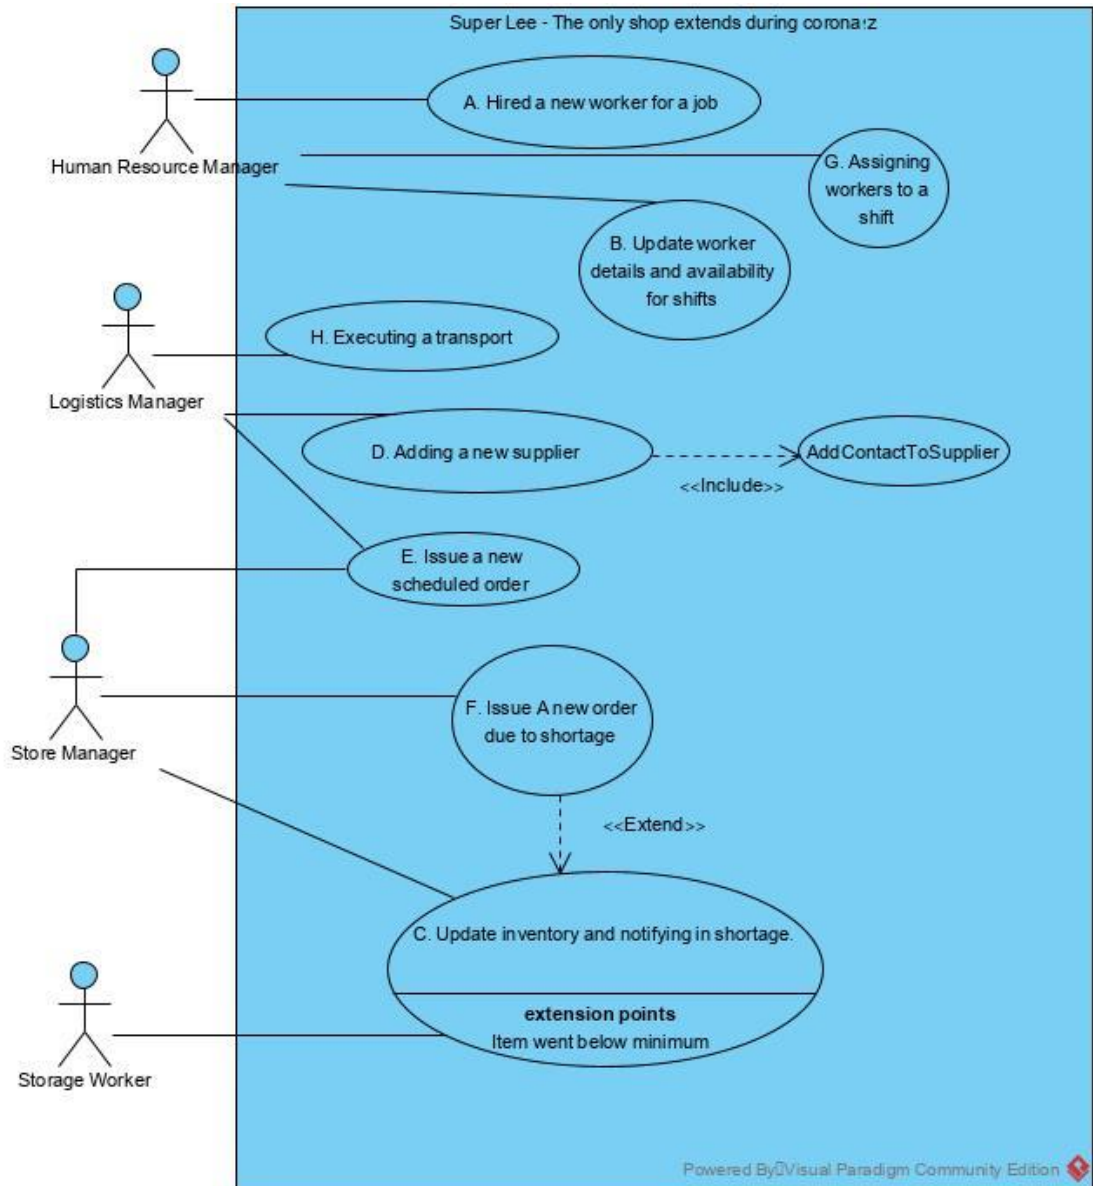 Super Lee - The only shop extends during corona:z
A. Hired a new worker for a job
Human Resource Manager
G. Assigning
workers to a
shift
B. Update worker
details and availability
for shifts
H. Executing a transport
Logistics Manager
D. Adding a new supplier
AddContactToSupplier
<<Include>>
E. Issue a new
scheduled order
Store Manager
F. Issue A new order
due to shortage
<<Extend>>
C. Update inventory and notifying in shortage.
extension points
Item went below minimum
Storage Worker
Powered By▯Visual Paradigm Community Edition